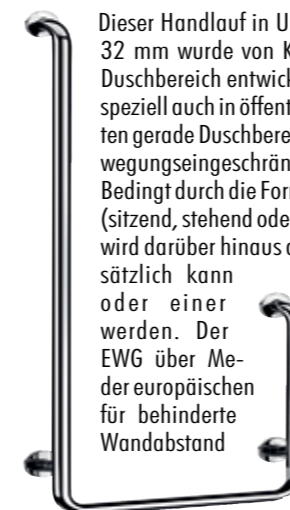 Dieser Handlauf in U
32 mm wurde von K
Duschbereich entwick
speziell auch in öffent
ten gerade Duschbere
wegungseingeschrän
Bedingt durch die For
(sitzend, stehend ode
wird darüber hinaus
sätzlich kann
oder einer
werden. Der
EWG über Me-
der europäischen
für behinderte
Wandabstand